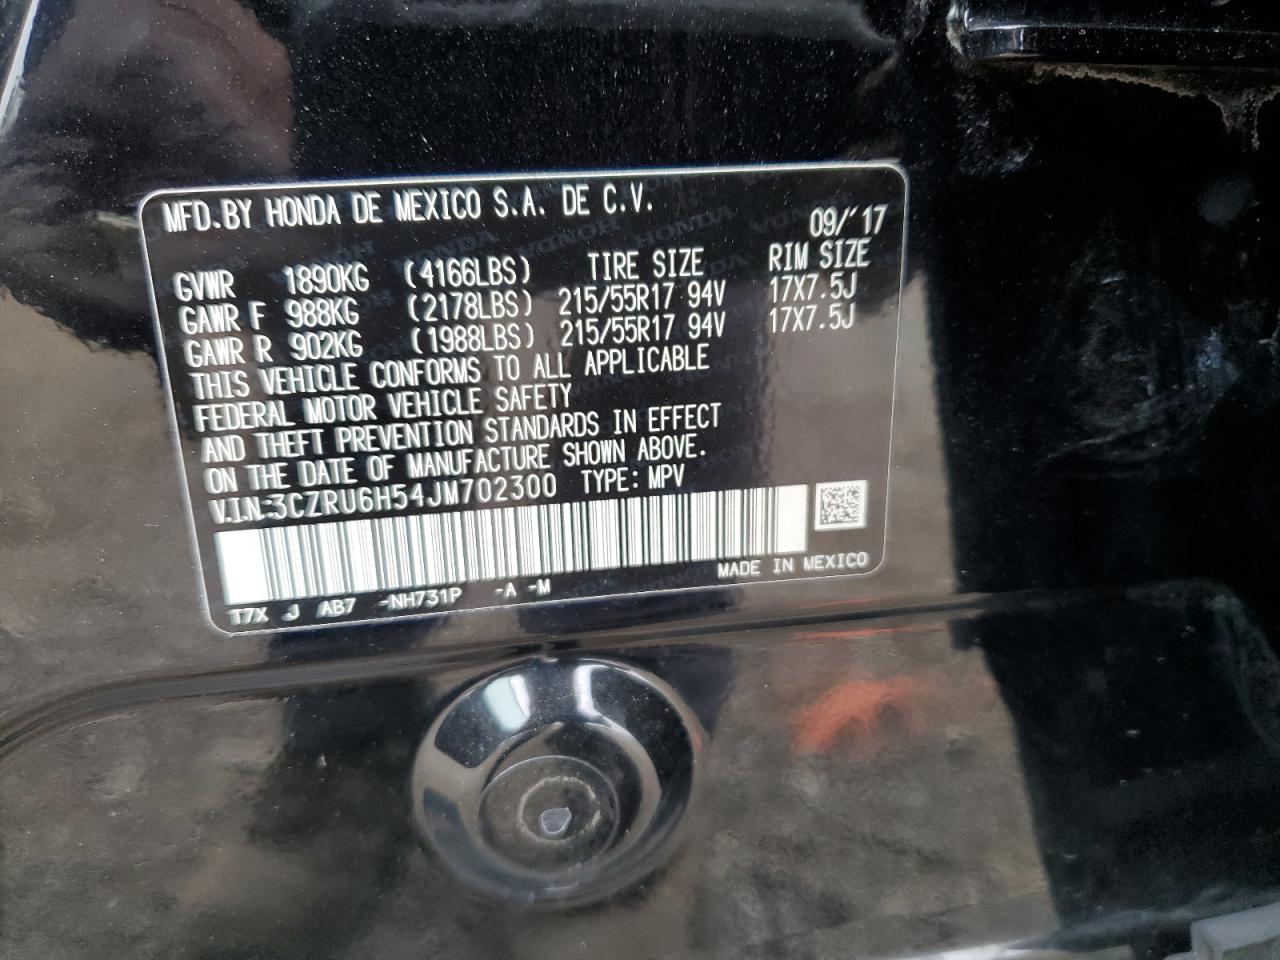 MFD.BY HONDA DE MEXICO S.A. DE C.V.
09/'17
GVWR 1890KG (4166LBS) TIRE SIZE RIM SIZE
GAWR F 988KG (2178LBS) 215/55R17 94V 17X7.5J
GAWR R 902KG (1988LBS) 215/55R17 94V 17X7.5J
THIS VEHICLE CONFORMS TO ALL APPLICABLE
FEDERAL MOTOR VEHICLE SAFETY
AND THEFT PREVENTION STANDARDS IN EFFECT
ON THE DATE OF MANUFACTURE SHOWN ABOVE.
V.I.N:3CZRU6H54JM702300 TYPE:MPV
MADE IN MEXICO
T7X J AB7 -NH731P -A -M